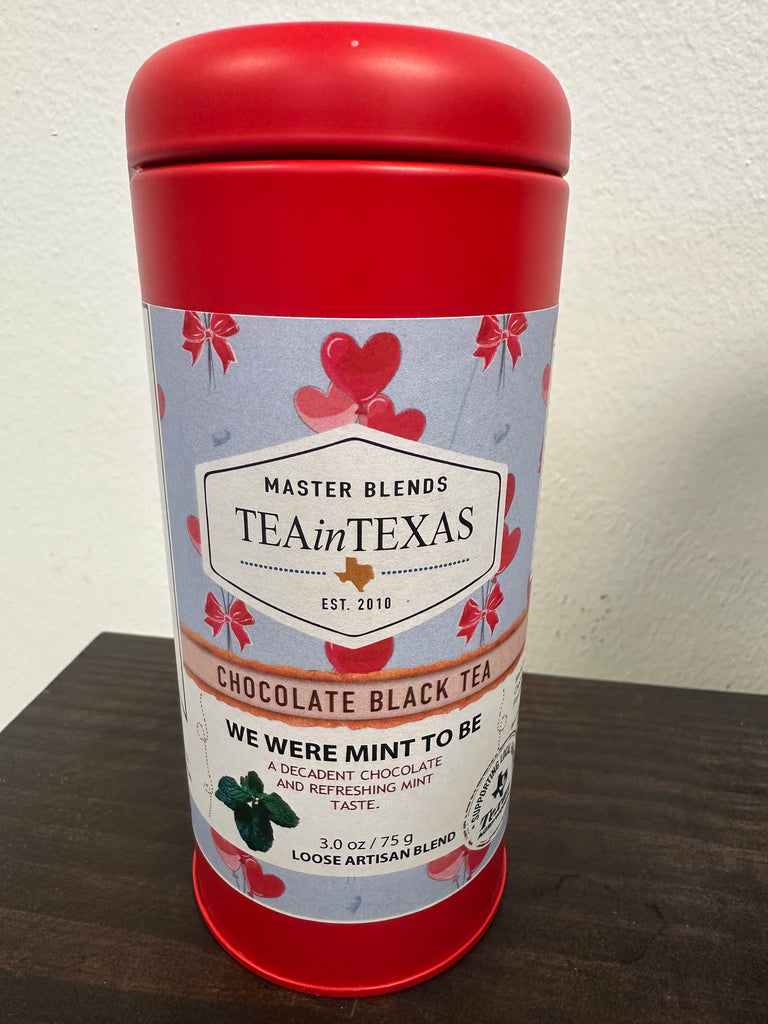 MASTER BLENDS
TEAinTEXAS
EST. 2010
CHOCOLATE BLACK TEA
WE WERE MINT TO BE
A DECADENT CHOCOLATE
AND REFRESHING MINT
TASTE.
3.0 oz / 75 g
LOOSE ARTISAN BLEND
SUPPORTING